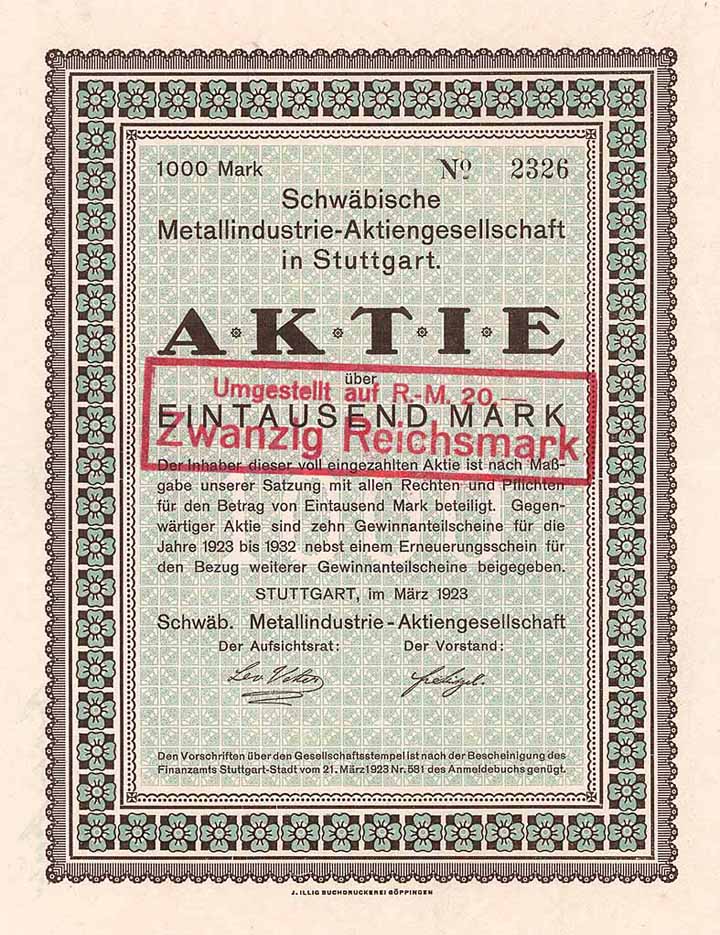 1000 Mark Nº 2326
Schwäbische
Metallindustrie-Aktiengesellschaft
in Stuttgart.
A·K·T·I·E
über
Umgestellt auf R.-M. 20.—
EINTAUSEND MARK
Zwanzig Reichsmark
Der Inhaber dieser voll eingezahlten Aktie ist nach Maß-
gabe unserer Satzung mit allen Rechten und Pflichten
für den Betrag von Eintausend Mark beteiligt. Gegen-
wärtiger Aktie sind zehn Gewinnanteilscheine für die
Jahre 1923 bis 1932 nebst einem Erneuerungsschein für
den Bezug weiterer Gewinnanteilscheine beigegeben.
STUTTGART, im März 1923
Schwäb. Metallindustrie-Aktiengesellschaft
Der Aufsichtsrat: Der Vorstand:
Den Vorschriften über den Gesellschaftsstempel ist nach der Bescheinigung des
Finanzamts Stuttgart-Stadt vom 21. März 1923 Nr. 581 des Anmeldebuchs genügt.
J. ILLIG BUCHDRUCKEREI GÖPPINGEN